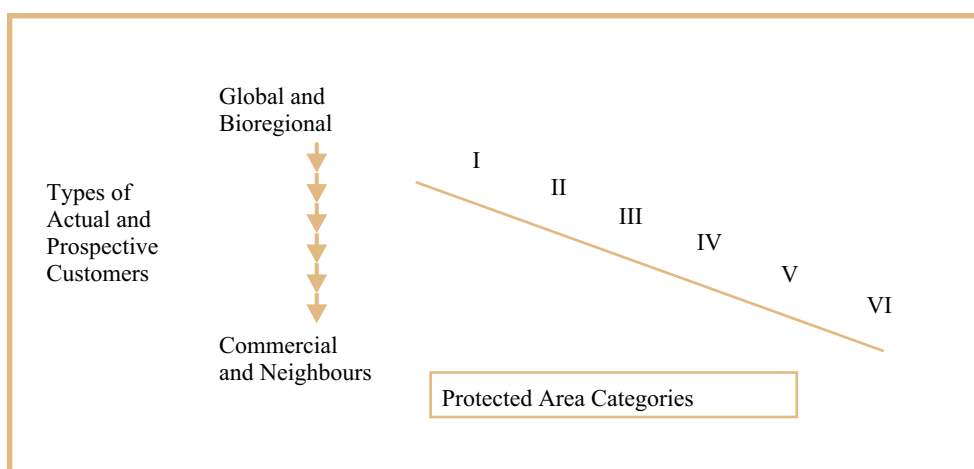 Global and
Bioregional
Types of
Actual and
Prospective
Customers
I
II
III
IV
V
VI
Commercial
and Neighbours
Protected Area Categories